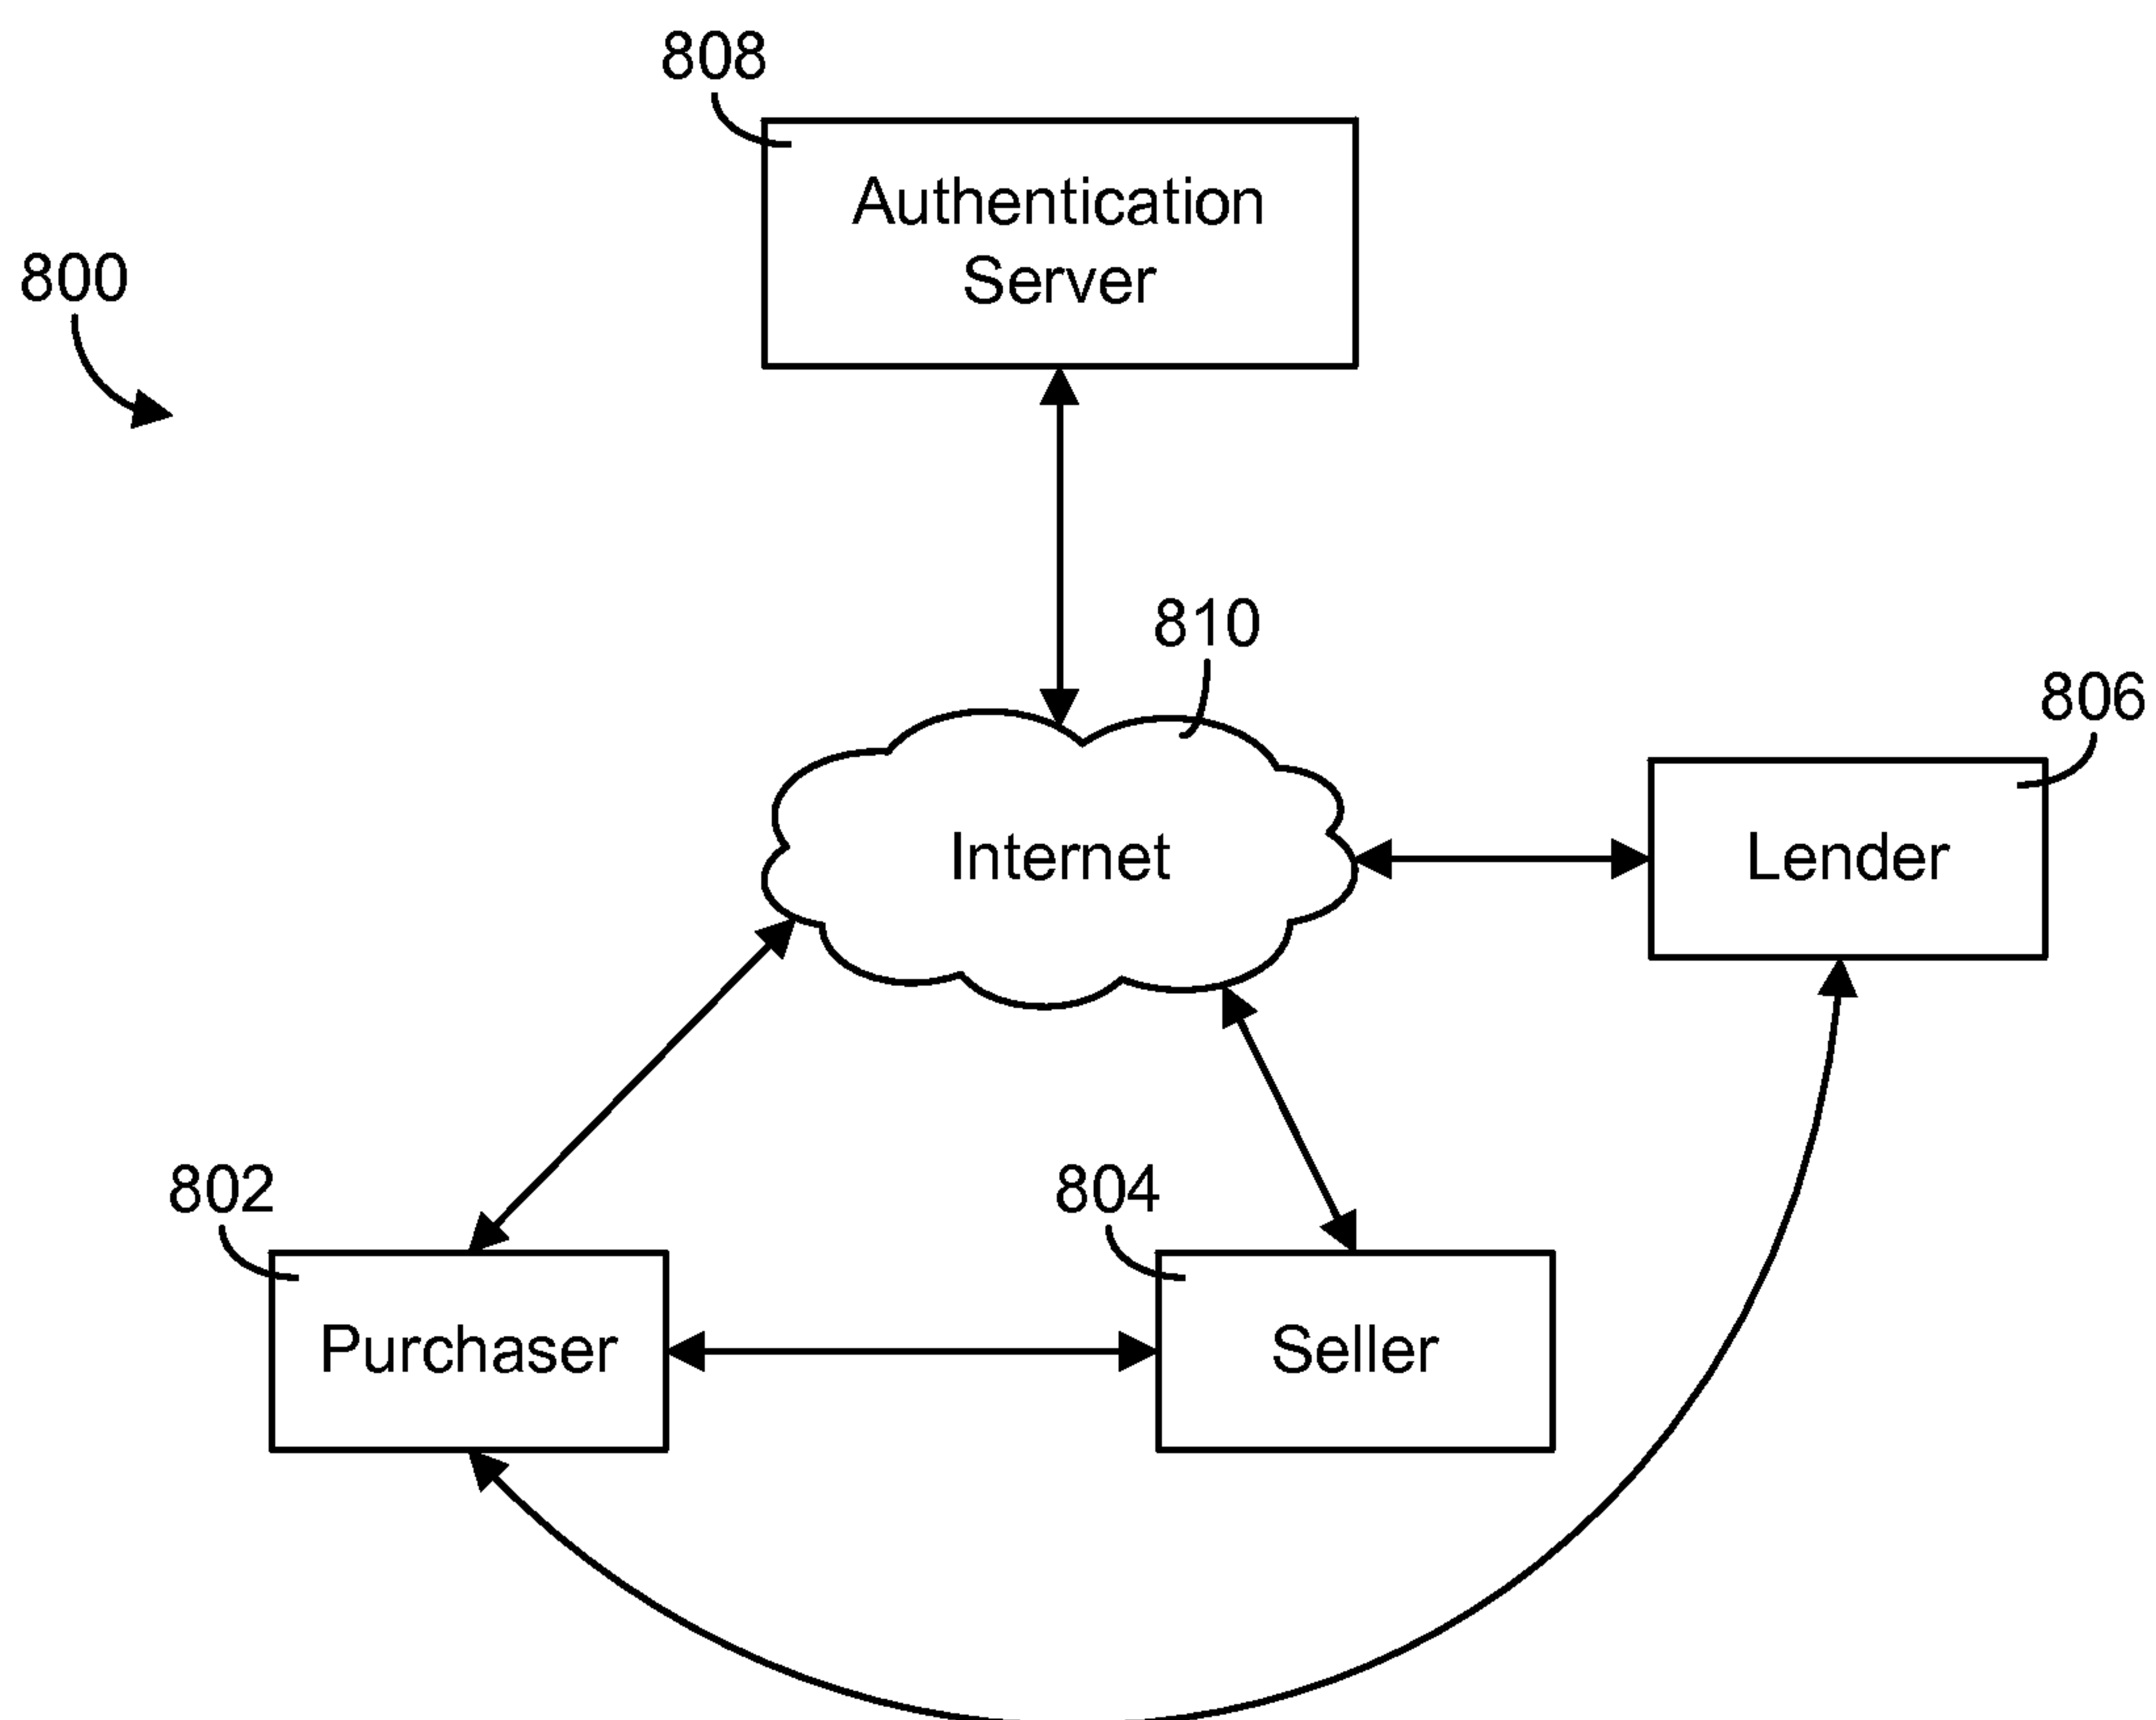 808
Authentication
Server
800
810
806
Internet
Lender
802
804
Purchaser
Seller